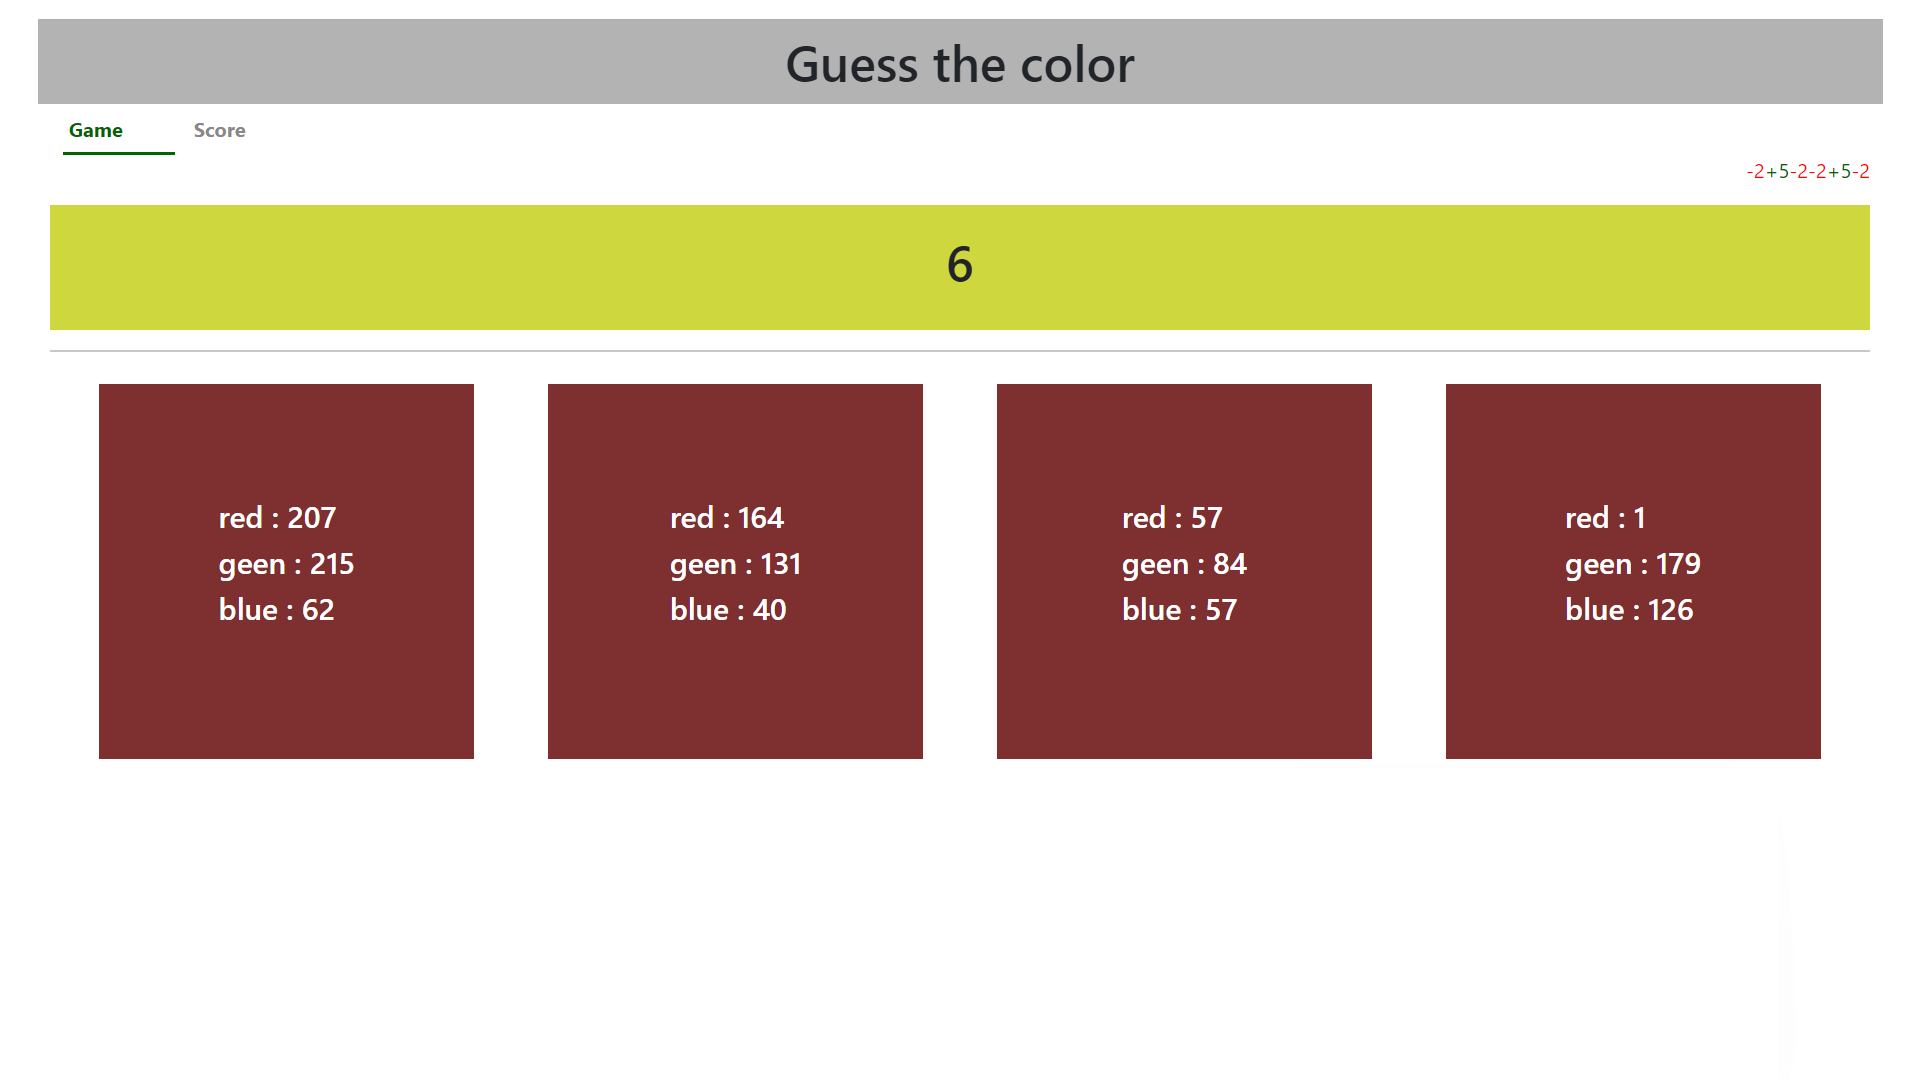 Guess the color
Game Score
-2+5-2-2+5-2
6
red : 207
geen : 215
blue : 62
red : 164
geen : 131
blue : 40
red : 57
geen : 84
blue : 57
red : 1
geen : 179
blue : 126